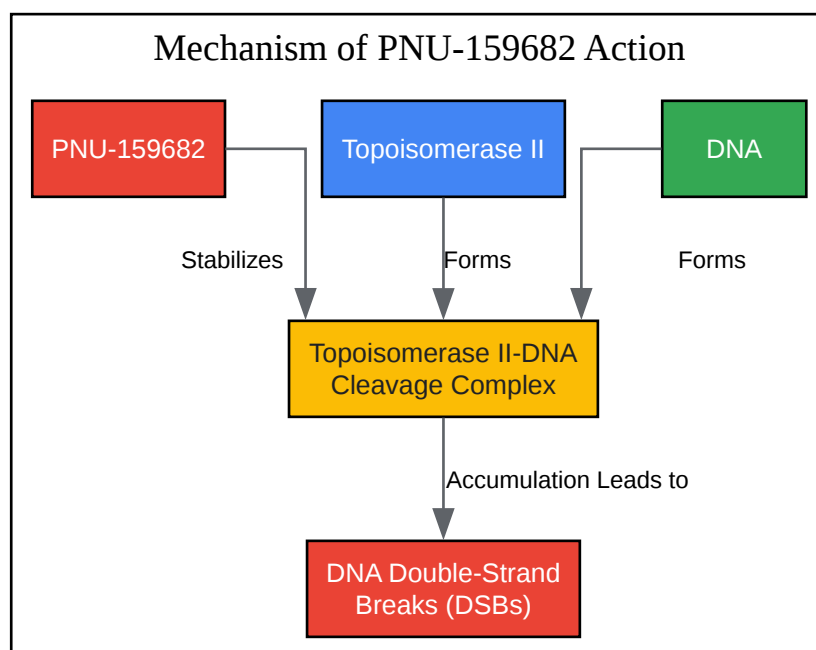 Mechanism of PNU-159682 Action
PNU-159682
Topoisomerase II
DNA
Stabilizes
Forms
Forms
Topoisomerase II-DNA
Cleavage Complex
Accumulation Leads to
DNA Double-Strand
Breaks (DSBs)